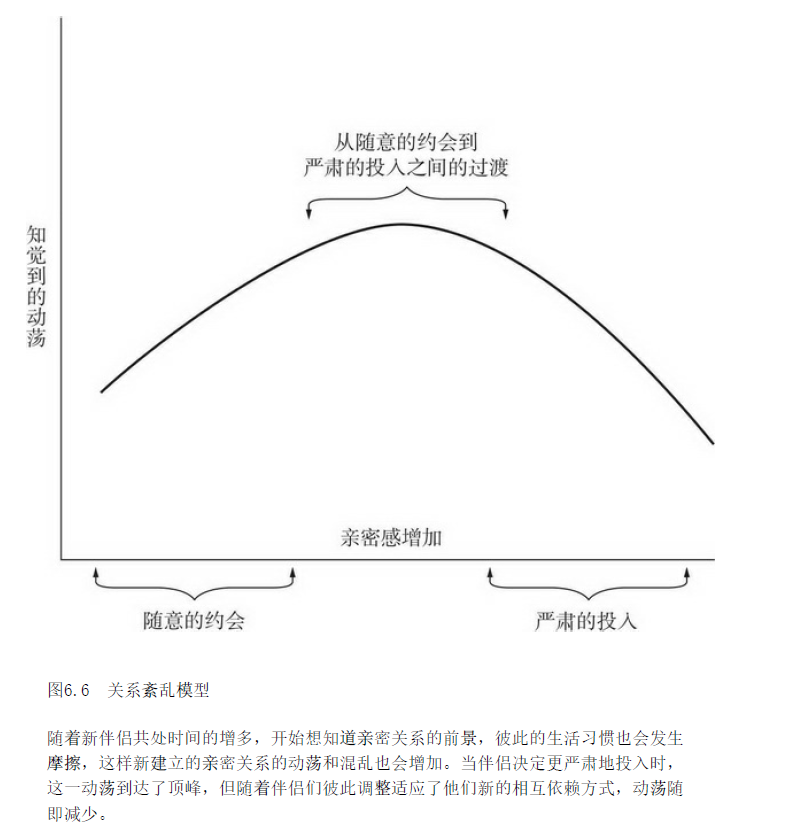 从随意的约会到
严肃的投入之间的过渡
知觉到的动荡
亲密感增加
随意的约会
严肃的投入
图6.6 关系紊乱模型
随着新伴侣共处时间的增多，开始想知道亲密关系的前景，彼此的生活习惯也会发生
摩擦，这样新建立的亲密关系的动荡和混乱也会增加。当伴侣决定更严肃地投入时，
这一动荡到达了顶峰，但随着伴侣们彼此调整适应了他们新的相互依赖方式，动荡随
即减少。